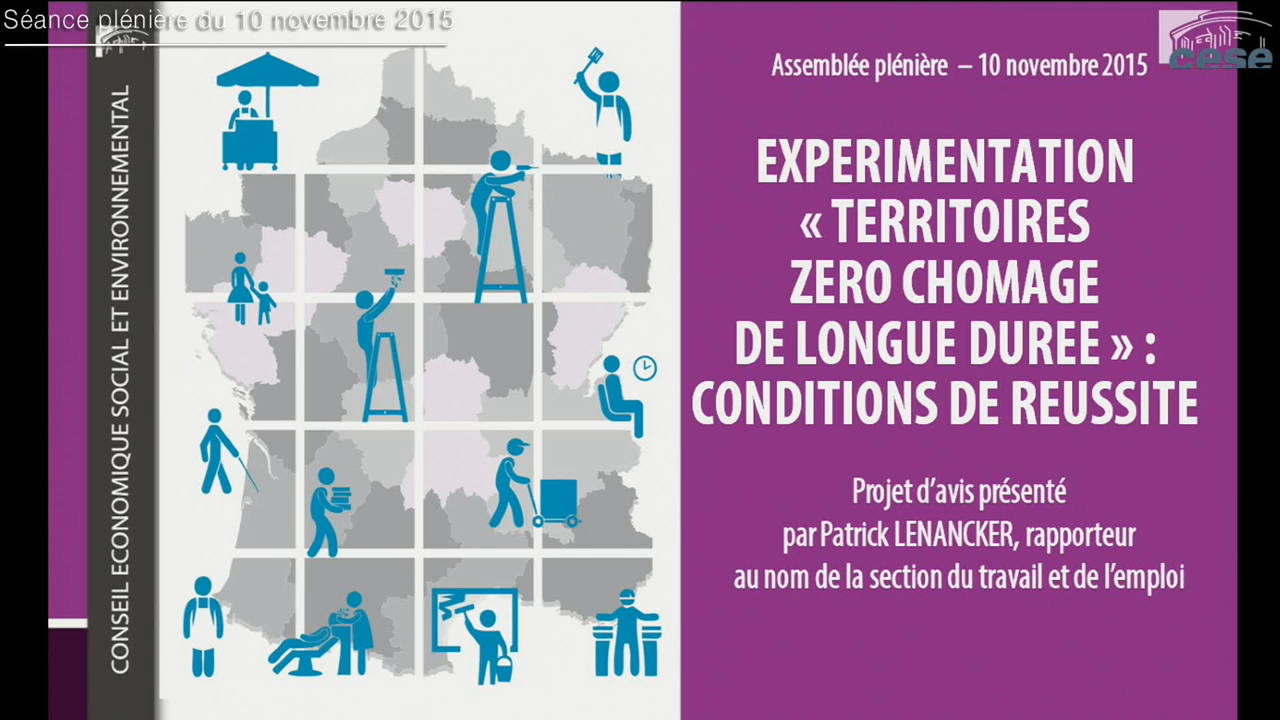 Séance plénière du 10 novembre 2015
CONSEIL ECONOMIQUE SOCIAL ET ENVIRONNEMENTAL
Assemblée plénière – 10 novembre 2015
cese
EXPERIMENTATION
« TERRITOIRES
ZERO CHOMAGE
DE LONGUE DUREE » :
CONDITIONS DE REUSSITE
Projet d’avis présenté
par Patrick LENANCKER, rapporteur
au nom de la section du travail et de l’emploi